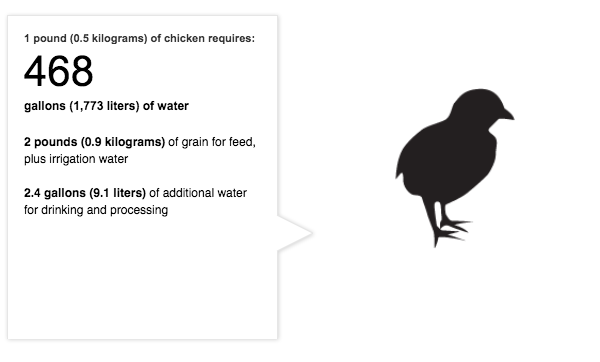 1 pound (0.5 kilograms) of chicken requires:
468
gallons (1,773 liters) of water
2 pounds (0.9 kilograms) of grain for feed,
plus irrigation water
2.4 gallons (9.1 liters) of additional water
for drinking and processing